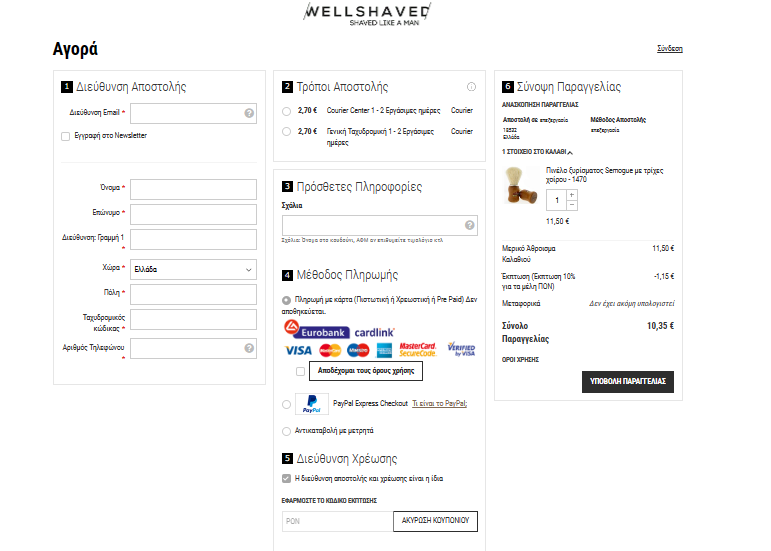 WELLSHAVED
SHAVED LIKE A MAN
Αγορά
Σύνδεση
1 Διεύθυνση Αποστολής
Διεύθυνση Email *
Εγγραφή στο Newsletter
Όνομα *
Επώνυμο *
Διεύθυνση: Γραμμή 1
*
Χώρα *
Ελλάδα
Πόλη *
Ταχυδρομικός
κώδικας *
Αριθμός Τηλεφώνου
*
2 Τρόποι Αποστολής
2,70 € Courier Center 1 - 2 Εργάσιμες ημέρες Courier
2,70 € Γενική Ταχυδρομική 1 - 2 Εργάσιμες Courier
ημέρες
3 Πρόσθετες Πληροφορίες
Σχόλια
Σχόλια: Όνομα στο κουδούνι, ΑΦΜ αν επιθυμείτε τιμολόγιο κτλ
4 Μέθοδος Πληρωμής
Πληρωμή με κάρτα (Πιστωτική ή Χρεωστική ή Pre Paid) Δεν
αποθηκεύεται.
Eurobank cardlink
VISA MasterCard Maestro MasterCard. SecureCode. VERIFIED by VISA
Αποδέχομαι τους όρους χρήσης
PayPal
PayPal Express Checkout Τι είναι το PayPal;
Αντικαταβολή με μετρητά
5 Διεύθυνση Χρέωσης
Η διεύθυνση αποστολής και χρέωσης είναι η ίδια
ΕΦΑΡΜΟΣΤΕ ΤΟ ΚΩΔΙΚΟ ΕΚΠΤΩΣΗΣ
PON
ΑΚΥΡΩΣΗ ΚΟΥΠΟΝΙΟΥ
6 Σύνοψη Παραγγελίας
ΑΝΑΣΚΟΠΗΣΗ ΠΑΡΑΓΓΕΛΙΑΣ
Αποστολή σε επεξεργασία
18532
Ελλάδα
Μέθοδος Αποστολής
επεξεργασία
1 ΣΤΟΙΧΕΙΟ ΣΤΟ ΚΑΛΑΘΙ
Πινέλο ξυρίσματος Semogue με τρίχες
χοίρου - 1470
1
+
−
11,50 €
Μερικό Άθροισμα 11,50 €
Καλαθιού
Έκπτωση (Έκπτωση 10% -1,15 €
για τα μέλη ΠΟΝ)
Μεταφορικά Δεν έχει ακόμη υπολογιστεί
Σύνολο 10,35 €
Παραγγελίας
ΟΡΟΙ ΧΡΗΣΗΣ
ΥΠΟΒΟΛΗ ΠΑΡΑΓΓΕΛΙΑΣ